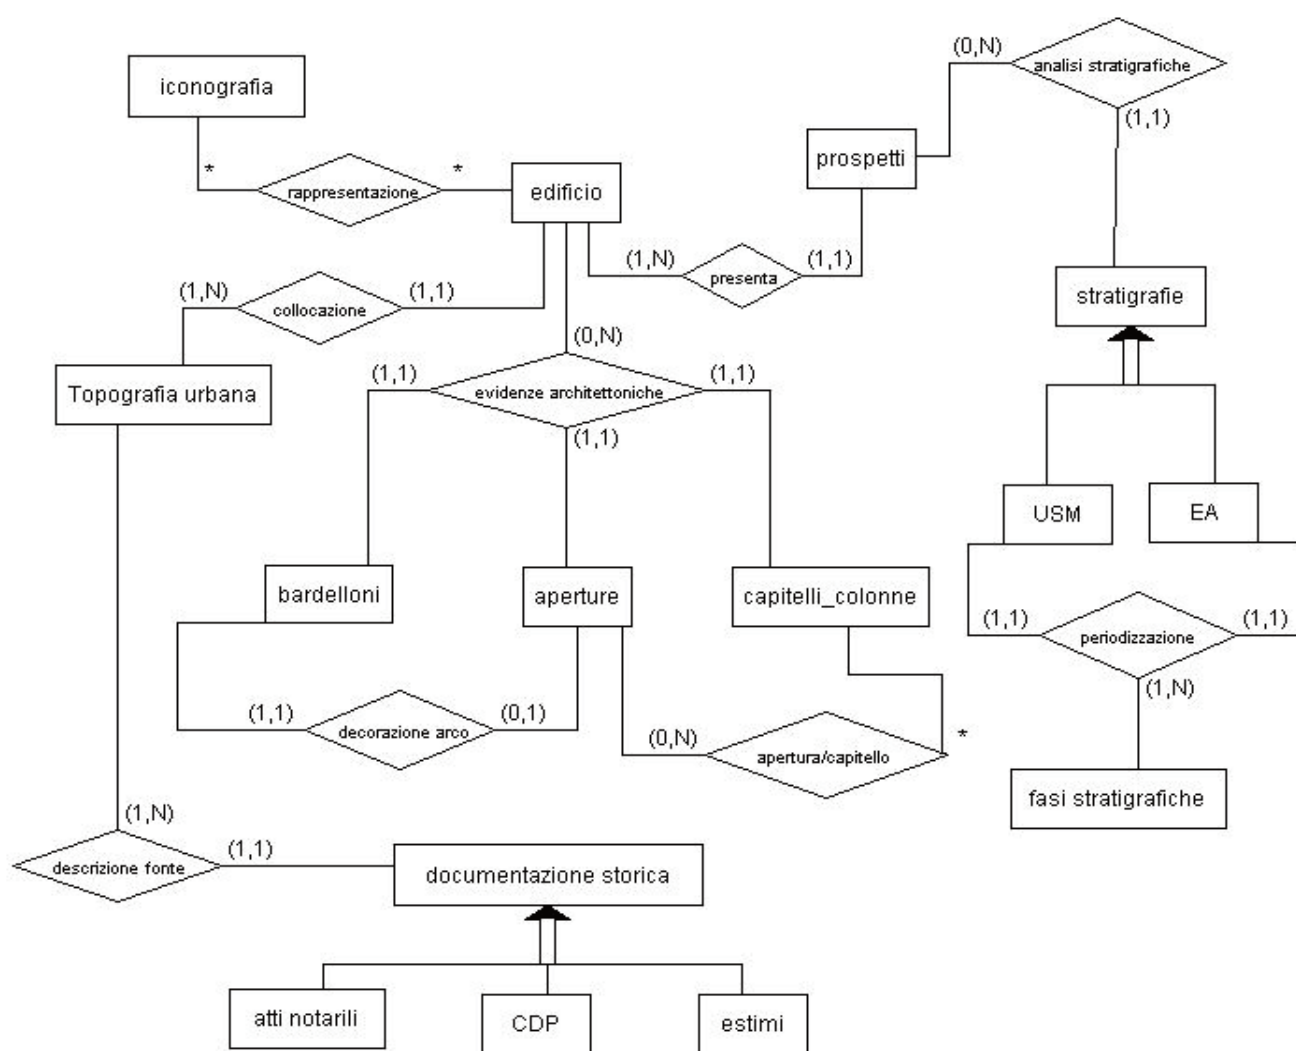 (0,N)
analisi stratigrafiche
iconografia
(1,1)
prospetti
*
*
rappresentazione
edificio
(1,N)
presenta
(1,1)
(1,N)
collocazione
(1,1)
stratigrafie
(0,N)
Topografia urbana
(1,1)
evidenze architettoniche
(1,1)
(1,1)
USM
EA
bardelloni
aperture
capitelli_colonne
(1,1)
periodizzazione
(1,1)
(1,N)
(1,1)
decorazione arco
(0,1)
(0,N)
apertura/capitello
*
fasi stratigrafiche
(1,N)
descrizione fonte
(1,1)
documentazione storica
atti notarili
CDP
estimi